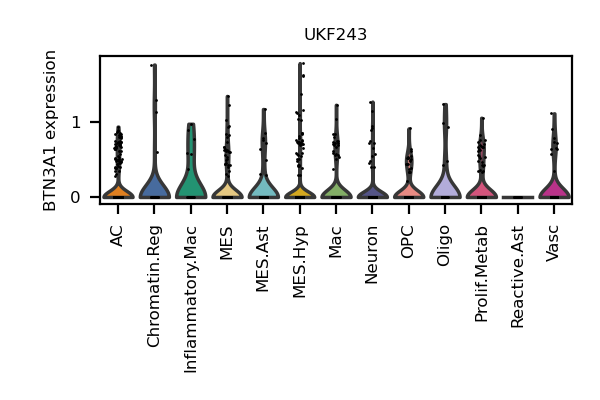 UKF243
BTN3A1 expression
1
0
AC
Chromatin.Reg
Inflammatory.Mac
MES
MES.Ast
MES.Hyp
Mac
Neuron
OPC
Oligo
Prolif.Metab
Reactive.Ast
Vasc